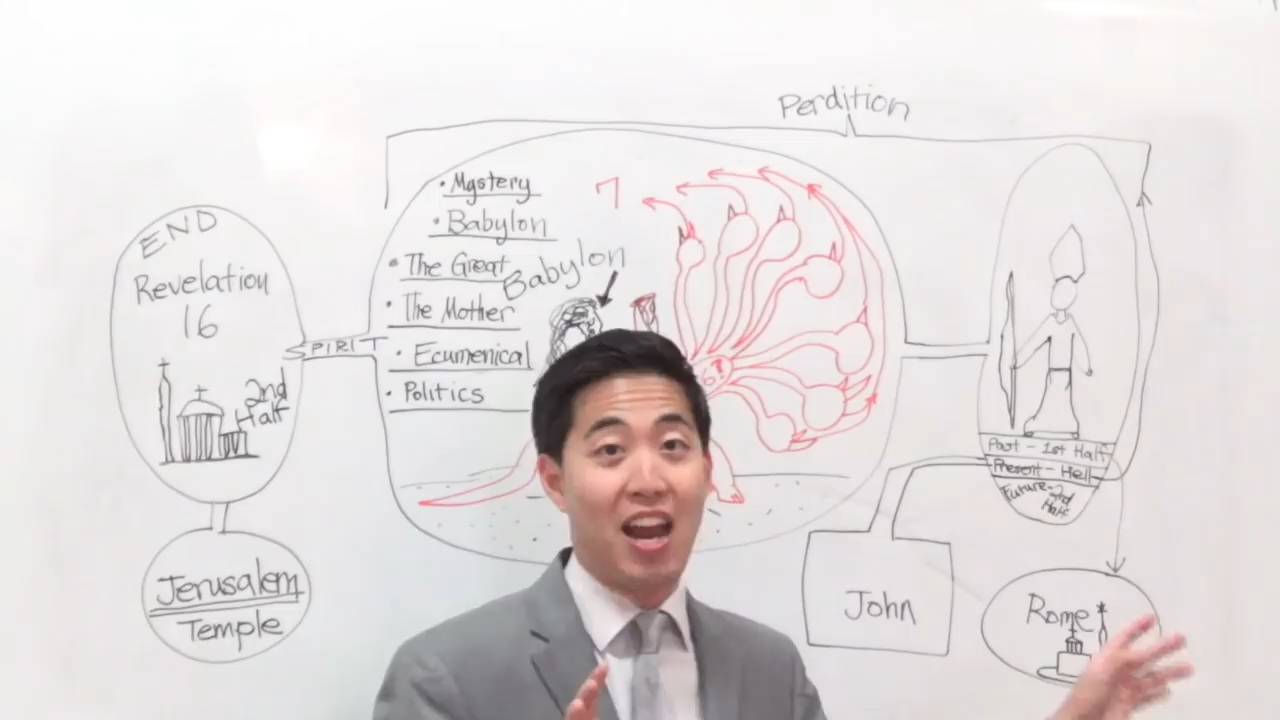 Perdition
END
Revelation
16
2nd
Half
SPIRIT
Jerusalem
Temple
• Mystery
• Babylon
• The Great
• The Mother
• Ecumenical
• Politics
7
Babylon
6
Past - 1st Half
Present - Hell
Future - 2nd
Half
John
Rome